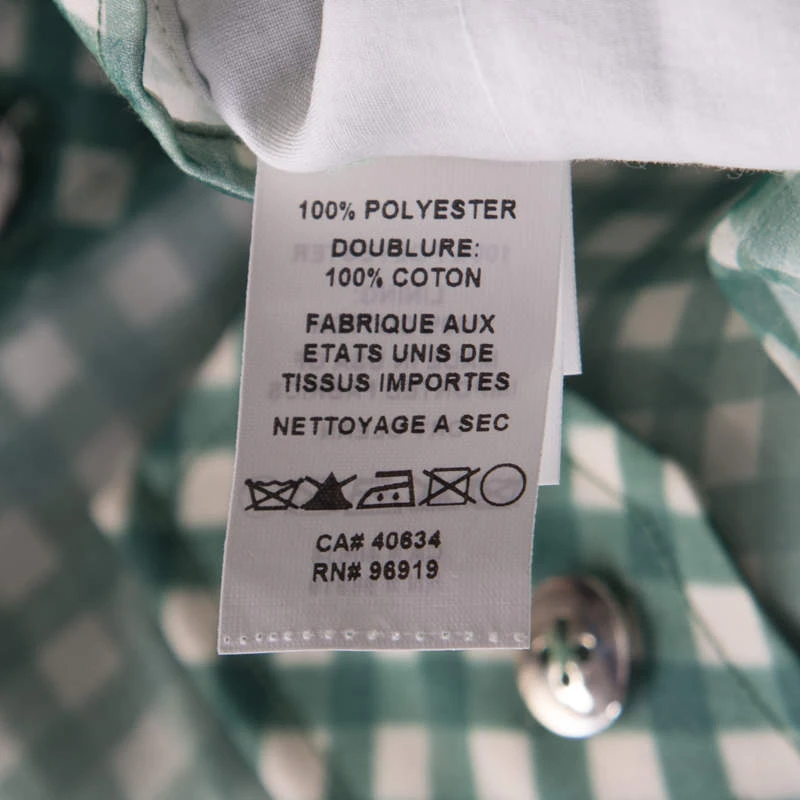 100% POLYESTER
DOUBLURE:
100% COTON
FABRIQUE AUX
ETATS UNIS DE
TISSUS IMPORTES
NETTOYAGE A SEC
CA# 40634
RN# 96919